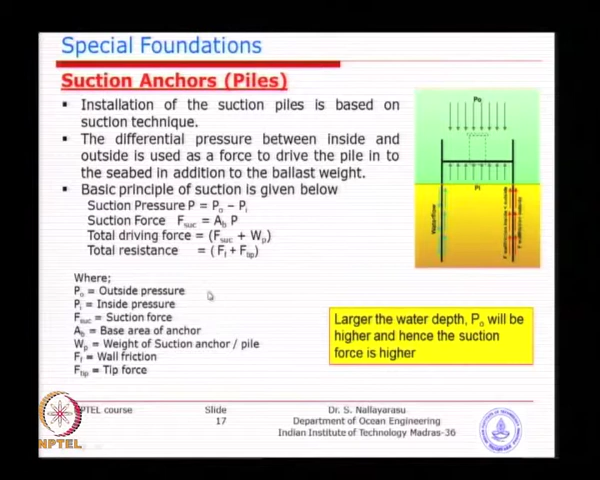 Special Foundations
Suction Anchors (Piles)
▪ Installation of the suction piles is based on
suction technique.
▪ The differential pressure between inside and
outside is used as a force to drive the pile in to
the seabed in addition to the ballast weight.
▪ Basic principle of suction is given below
Suction Pressure P = Po – Pi
Suction Force Fsuc = Ab P
Total driving force = (Fsuc + Wp)
Total resistance = ( Ff + Ftip)
Where;
Po = Outside pressure
Pi = Inside pressure
Fsuc = Suction force
Ab = Base area of anchor
Wp = Weight of Suction anchor / pile
Ff = Wall friction
Ftip = Tip force
Po
Pi
Waterflow
Larger the water depth, Po will be
higher and hence the suction
force is higher
NPTEL course
Slide
17
Dr. S. Nallayarasu
Department of Ocean Engineering
Indian Institute of Technology Madras-36
NPTEL